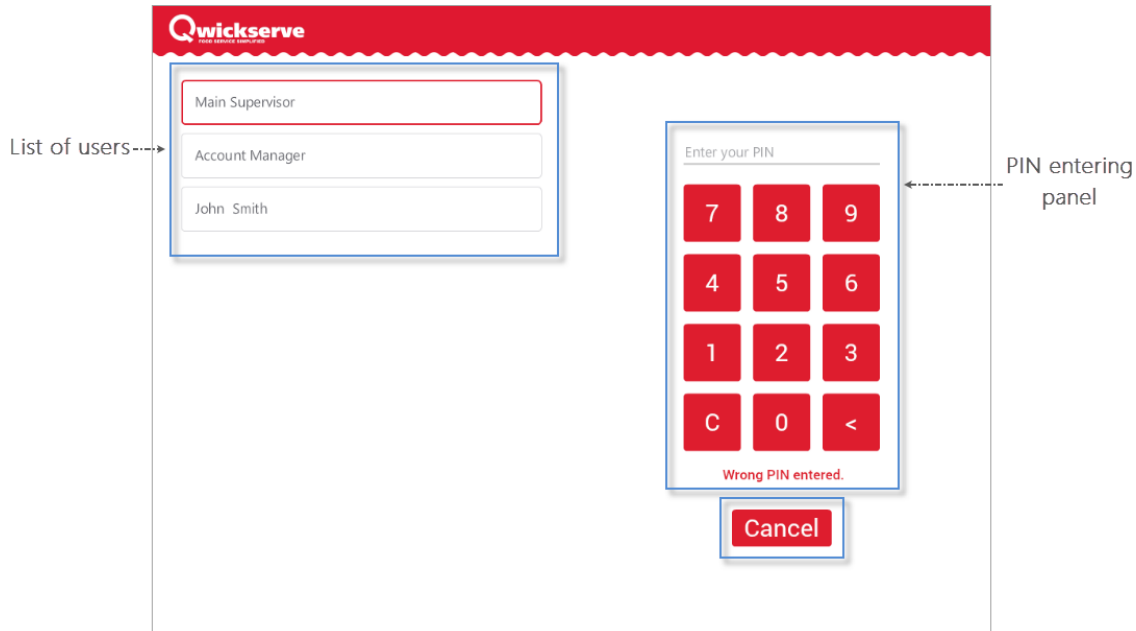 Qwickserve
FOOD SERVICE SIMPLIFIED
Main Supervisor
List of users
Account Manager
John Smith
Enter your PIN
PIN entering
panel
7 8 9
4 5 6
1 2 3
C 0 <
Wrong PIN entered.
Cancel